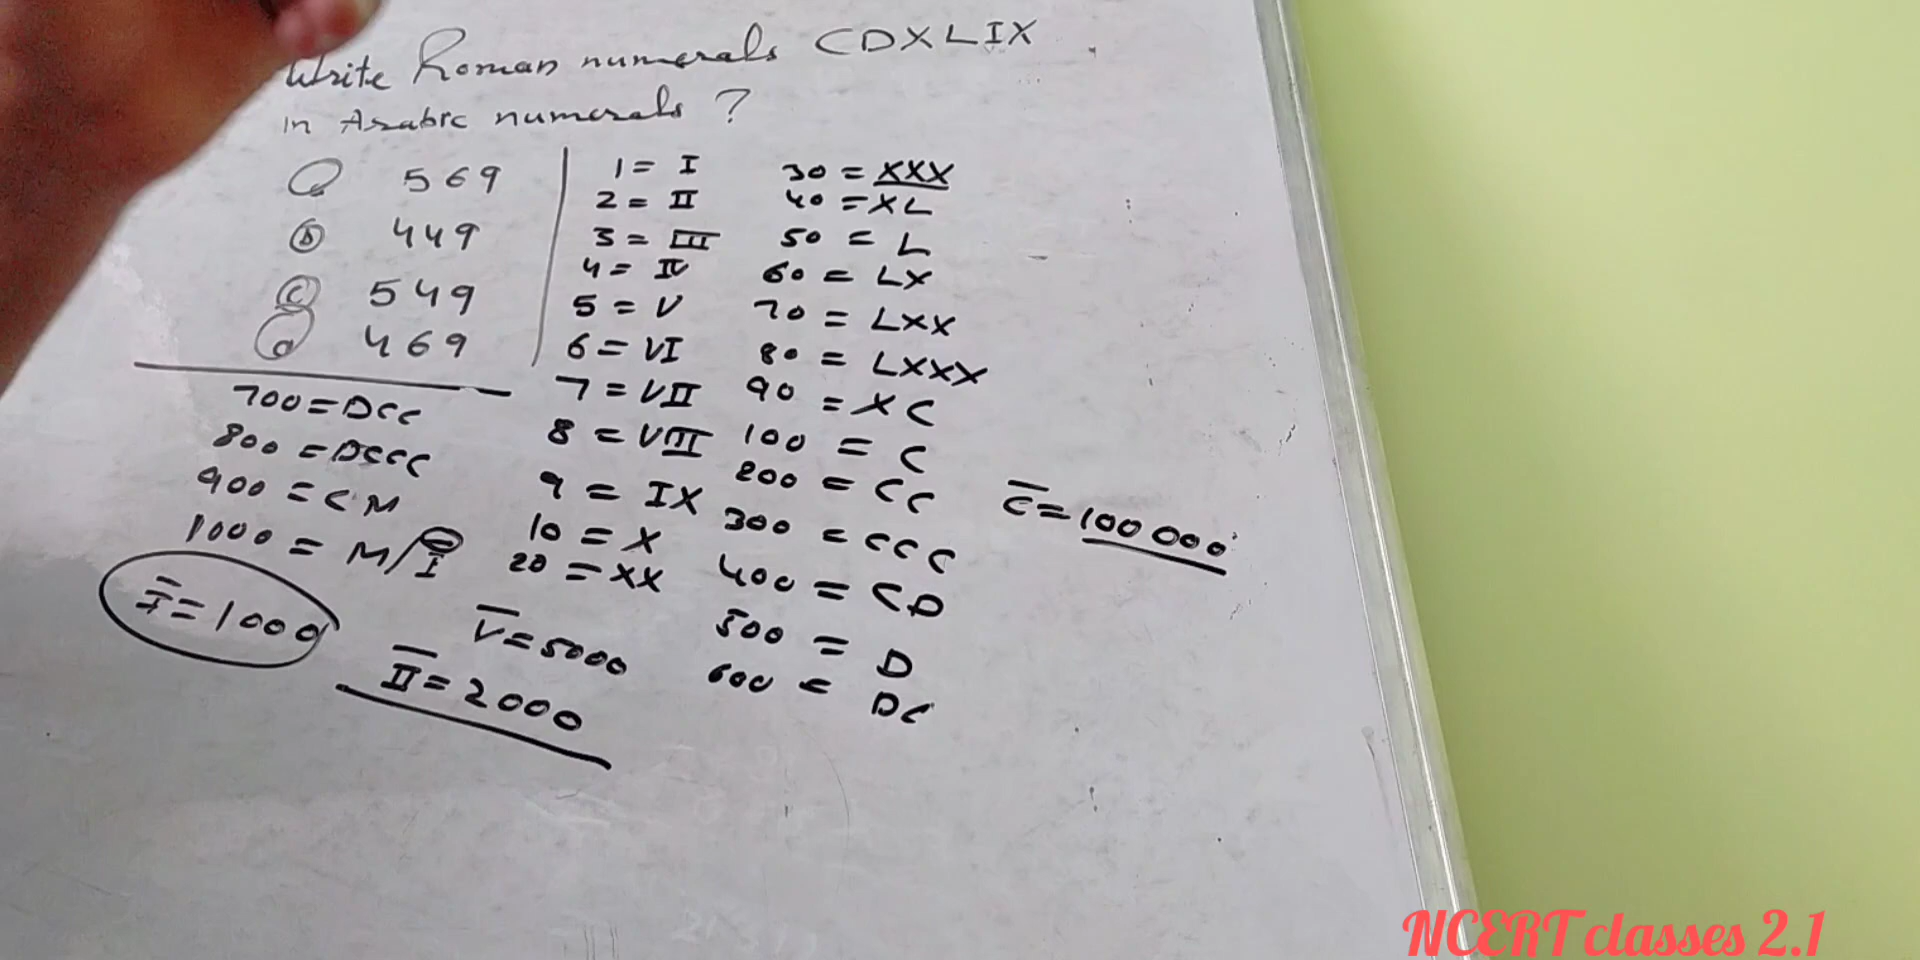 Write Roman numerals CDXLIX
in Arabic numerals ?
569
(b) 449
(c) 549
(d) 469
1 = I
2 = II
3 = III
4 = IV
5 = V
6 = VI
7 = VII
8 = VIII
9 = IX
10 = X
20 = XX
30 = XXX
40 = XL
50 = L
60 = LX
70 = LXX
80 = LXXX
90 = XC
100 = C
200 = CC
300 = CCC
400 = CD
500 = D
600 = DC
700 = DCC
800 = DCCC
900 = CM
1000 = M/I̅
I̅ = 1000
V̅ = 5000
I̅I̅ = 2000
C̅ = 100 000
NCERT classes 2.1